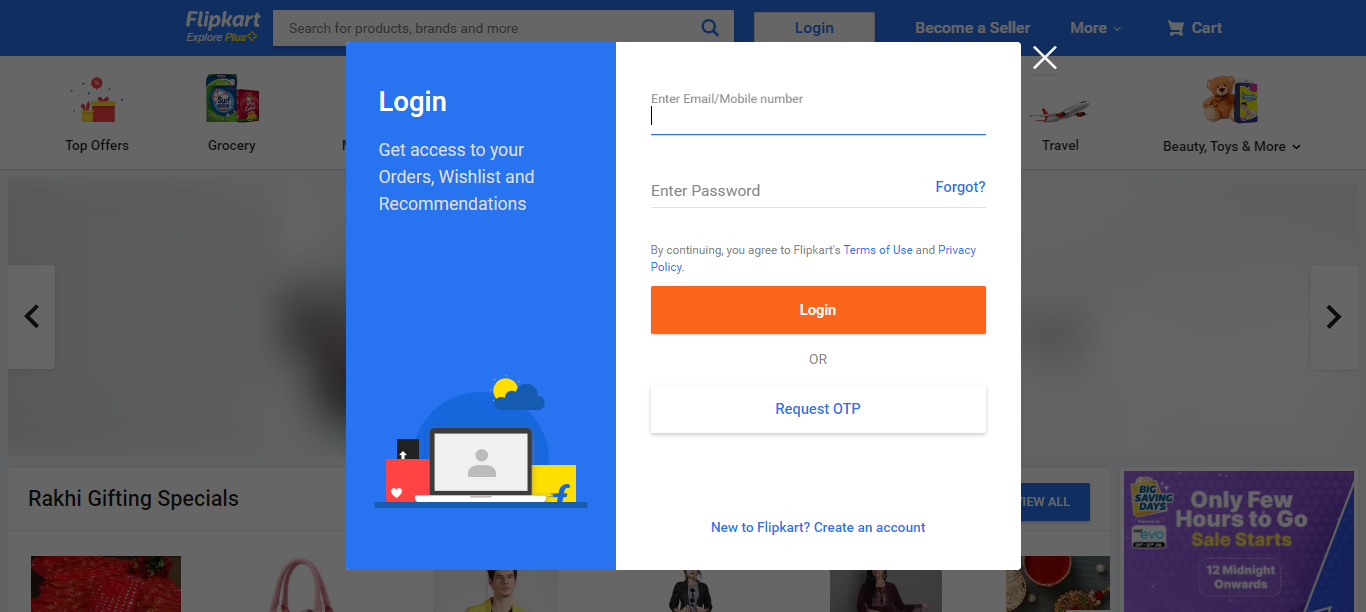 Flipkart
Explore Plus
Search for products, brands and more
Login
Become a Seller
More
Cart
Top Offers
Grocery
Travel
Beauty, Toys & More
Login
Get access to your
Orders, Wishlist and
Recommendations
Enter Email/Mobile number
Enter Password
Forgot?
By continuing, you agree to Flipkart's Terms of Use and Privacy
Policy.
Login
OR
Request OTP
New to Flipkart? Create an account
Rakhi Gifting Specials
VIEW ALL
BIG
SAVING
DAYS
evo
Only Few
Hours to Go
Sale Starts
12 Midnight
Onwards